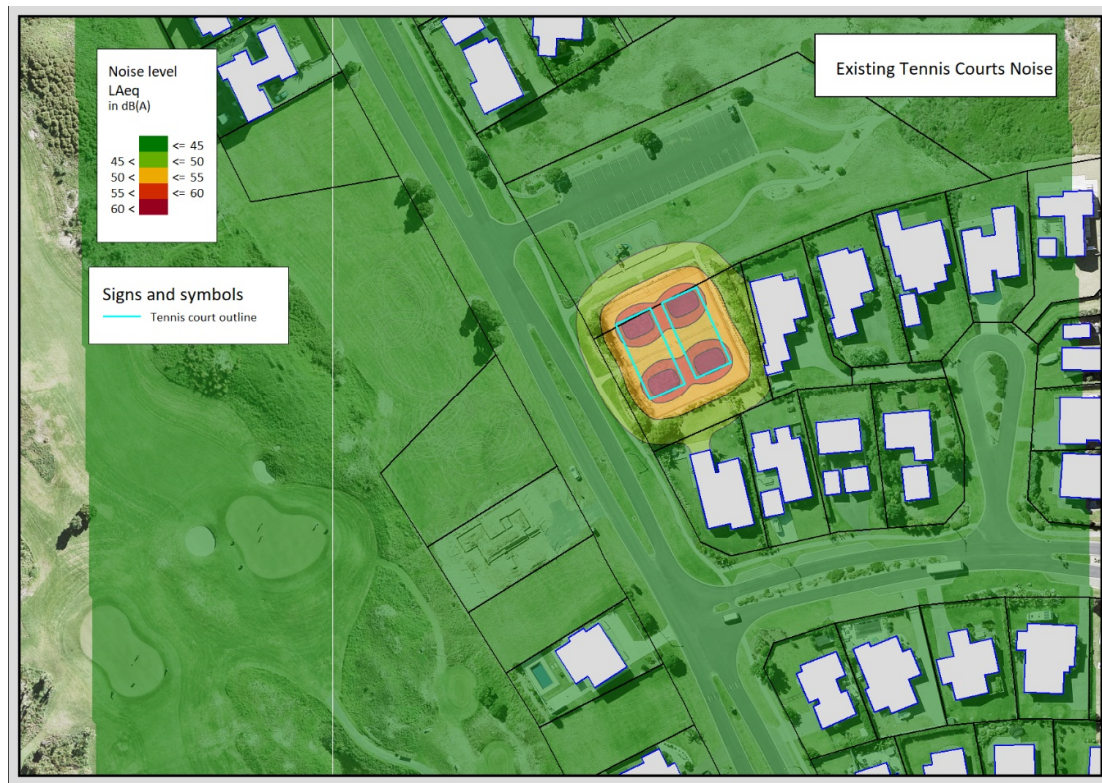 Existing Tennis Courts Noise
Noise level
LAeq
in dB(A)
<= 45
45 < <= 50
50 < <= 55
55 < <= 60
60 <
Signs and symbols
Tennis court outline